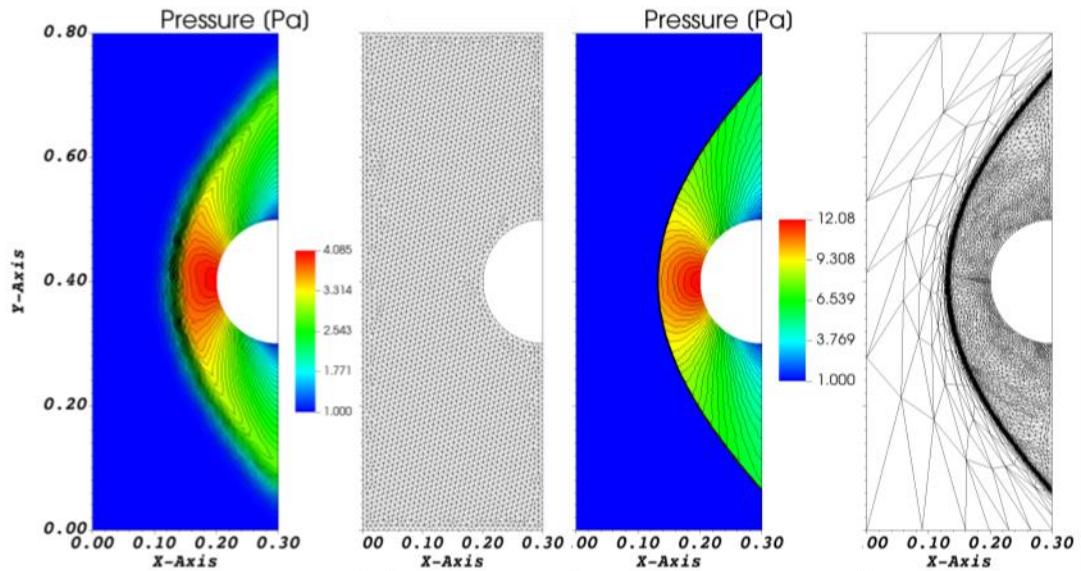 Pressure (Pa)
Pressure (Pa)
0.80
0.60
0.40
0.20
0.00
Y-Axis
4.085
3.314
2.543
1.771
1.000
12.08
9.308
6.539
3.769
1.000
0.00 0.10 0.20 0.30
X-Axis
00 0.10 0.20 0.30
X-Axis
0.00 0.10 0.20 0.30
X-Axis
00 0.10 0.20 0.30
X-Axis